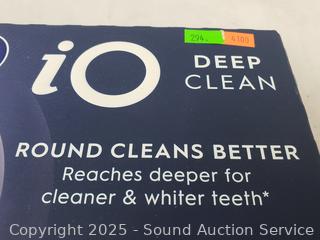 iO
294.
6100
DEEP
CLEAN
ROUND CLEANS BETTER
Reaches deeper for
cleaner & whiter teeth*
Copyright 2025 - Sound Auction Service